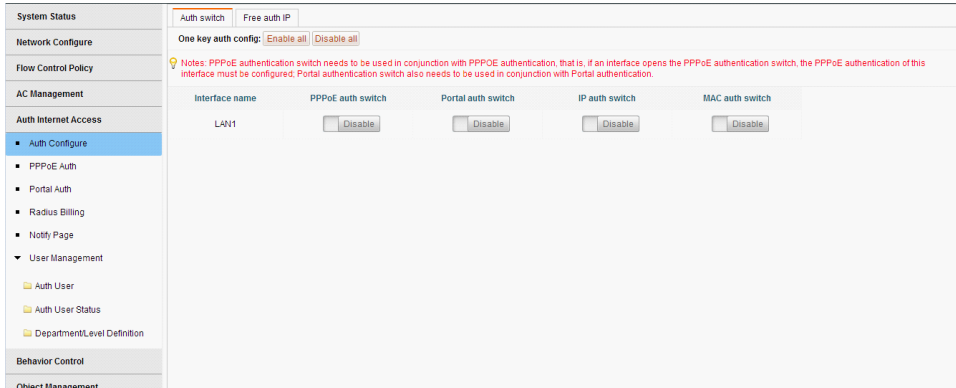 System Status
Network Configure
Flow Control Policy
AC Management
Auth Internet Access
Auth Configure
PPPoE Auth
Portal Auth
Radius Billing
Notify Page
User Management
Auth User
Auth User Status
Department/Level Definition
Behavior Control
Object Management
Auth switch Free auth IP
One key auth config: Enable all Disable all
Notes: PPPoE authentication switch needs to be used in conjunction with PPPoE authentication, that is, if an interface opens the PPPoE authentication switch, the PPPoE authentication of this
interface must be configured; Portal authentication switch also needs to be used in conjunction with Portal authentication.
Interface name PPPoE auth switch Portal auth switch IP auth switch MAC auth switch
LAN1 Disable Disable Disable Disable